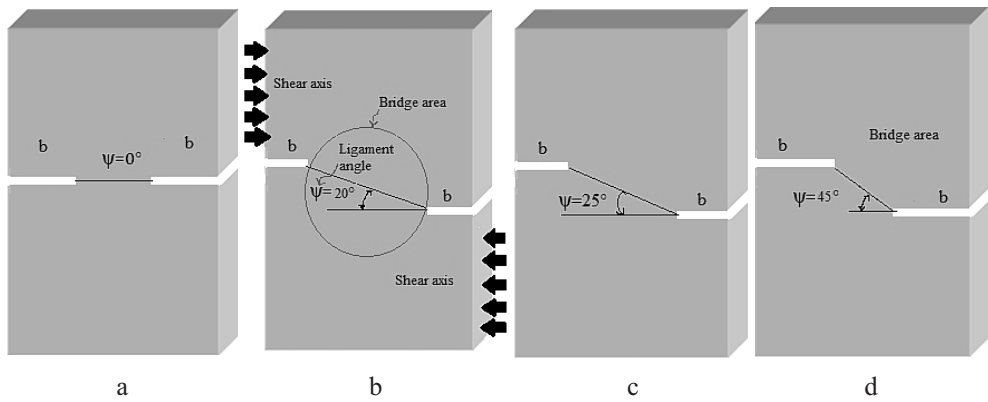 b
b
ψ=0°
a
Shear axis
Bridge area
b
Ligament
angle
ψ=20°
b
Shear axis
b
b
ψ=25°
b
c
b
Bridge area
ψ=45°
b
d